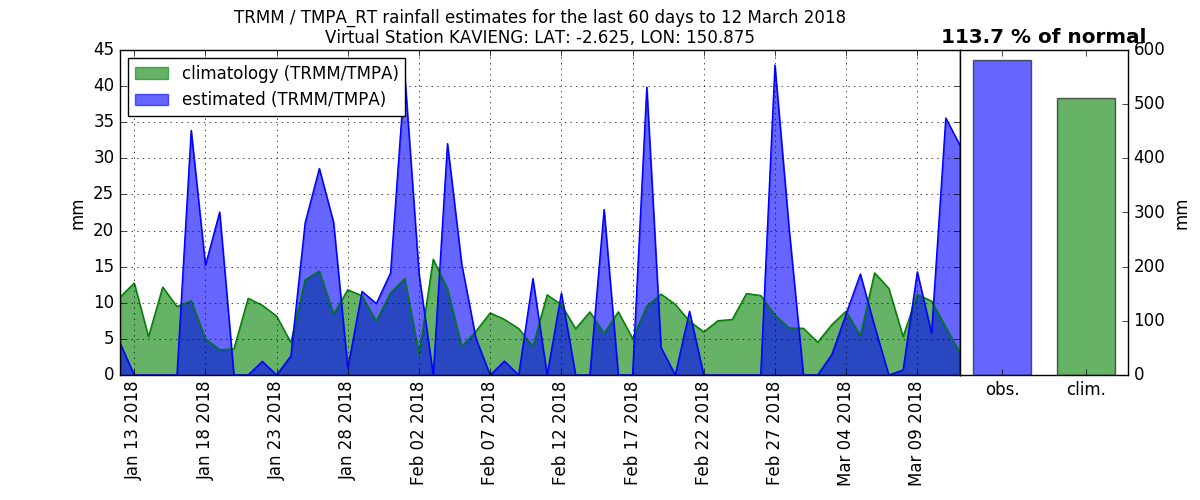 TRMM / TMPA_RT rainfall estimates for the last 60 days to 12 March 2018
Virtual Station KAVIENG: LAT: -2.625, LON: 150.875
113.7 % of normal
climatology (TRMM/TMPA)
estimated (TRMM/TMPA)
45
40
35
30
25
20
15
10
5
0
mm
Jan 13 2018
Jan 18 2018
Jan 23 2018
Jan 28 2018
Feb 02 2018
Feb 07 2018
Feb 12 2018
Feb 17 2018
Feb 22 2018
Feb 27 2018
Mar 04 2018
Mar 09 2018
600
500
400
300
200
100
0
mm
obs.
clim.